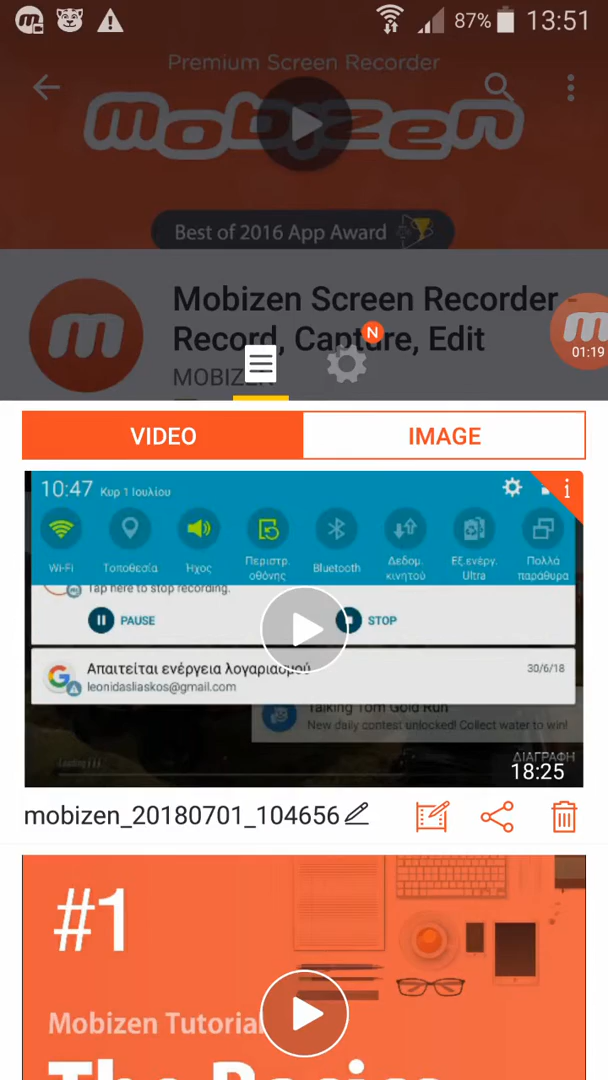 87% 13:51
Premium Screen Recorder
mobizen
Best of 2016 App Award
Mobizen Screen Recorder -
Record, Capture, Edit
N
MOBIZEN
01:19
VIDEO
IMAGE
10:47 Κυρ 1 Ιουλίου
i
Wi-Fi
Τοποθεσία
Ήχος
Περιστρ.
οθόνης
Bluetooth
Δεδομ.
κινητού
Εξ.ενέργ.
Ultra
Πολλά
παράθυρα
Tap here to stop recording.
PAUSE
STOP
Απαιτείται ενέργεια λογαριασμού
30/6/18
leonidasliaskos@gmail.com
Talking Tom Gold Run
New daily contest unlocked! Collect water to win!
Loading
ΔΙΑΓΡΑΦΗ
18:25
mobizen_20180701_104656
#1
Mobizen Tutorial
The Basics